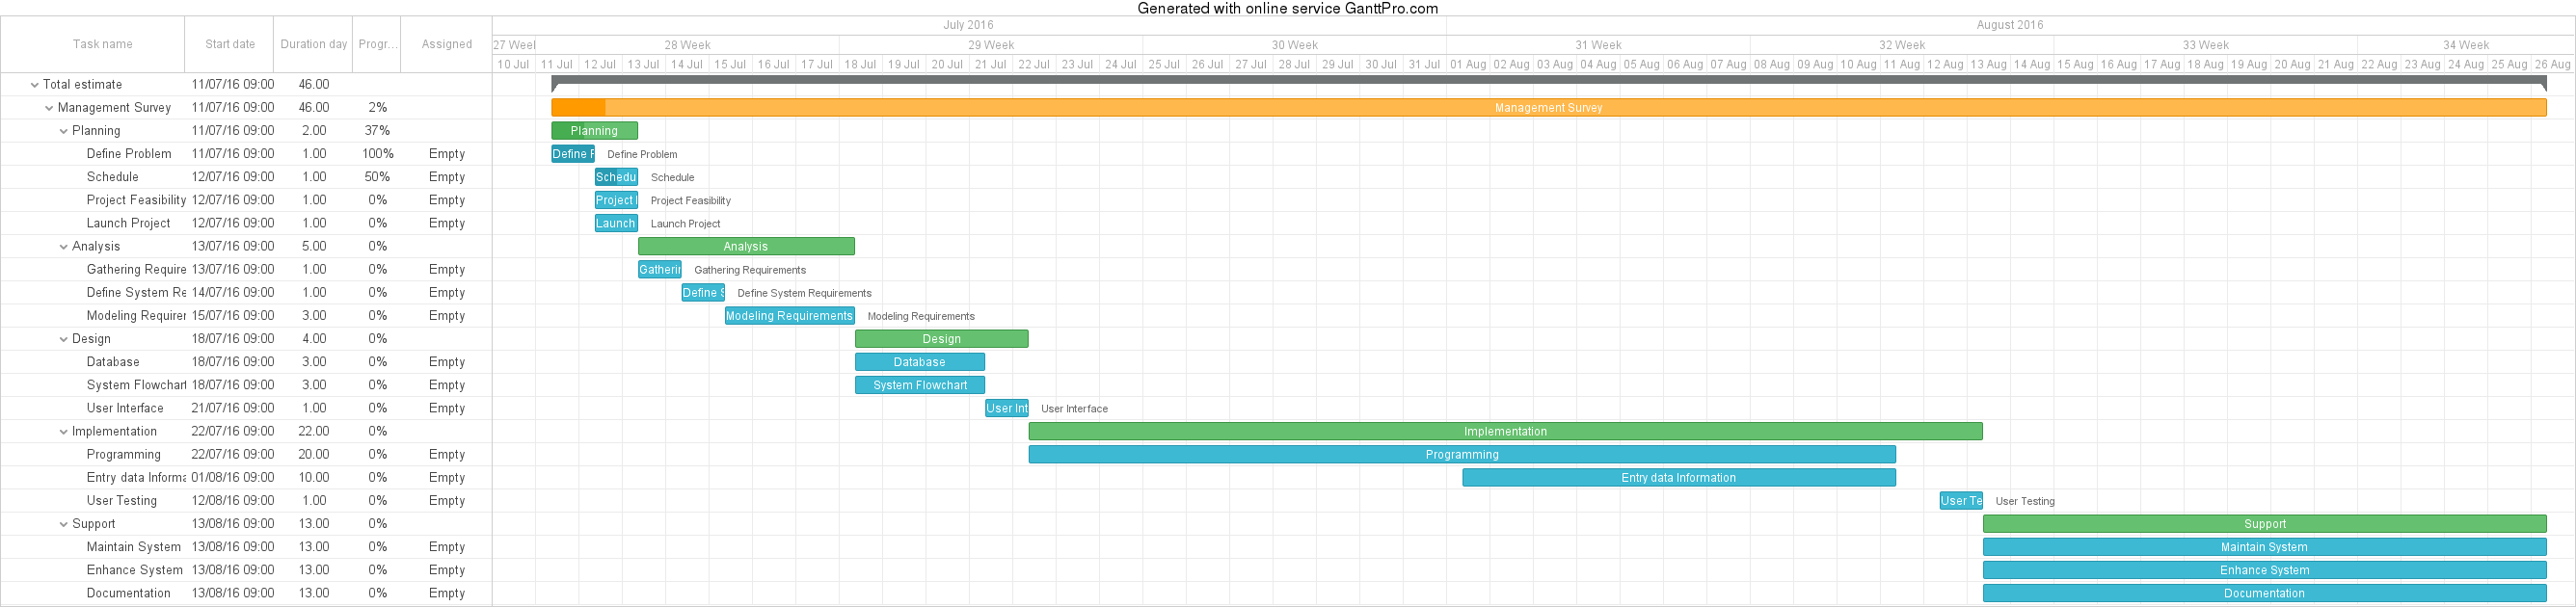 Generated with online service GanttPro.com
July 2016 August 2016
Task name Start date Duration day Progr... Assigned 27 Weel 28 Week 29 Week 30 Week 31 Week 32 Week 33 Week 34 Week
10 Jul 11 Jul 12 Jul 13 Jul 14 Jul 15 Jul 16 Jul 17 Jul 18 Jul 19 Jul 20 Jul 21 Jul 22 Jul 23 Jul 24 Jul 25 Jul 26 Jul 27 Jul 28 Jul 29 Jul 30 Jul 31 Jul 01 Aug 02 Aug 03 Aug 04 Aug 05 Aug 06 Aug 07 Aug 08 Aug 09 Aug 10 Aug 11 Aug 12 Aug 13 Aug 14 Aug 15 Aug 16 Aug 17 Aug 18 Aug 19 Aug 20 Aug 21 Aug 22 Aug 23 Aug 24 Aug 25 Aug 26 Aug
Total estimate 11/07/16 09:00 46.00
Management Survey 11/07/16 09:00 46.00 2% Management Survey
Planning 11/07/16 09:00 2.00 37% Planning
Define Problem 11/07/16 09:00 1.00 100% Empty Define F Define Problem
Schedule 12/07/16 09:00 1.00 50% Empty Schedu Schedule
Project Feasibility 12/07/16 09:00 1.00 0% Empty Project I Project Feasibility
Launch Project 12/07/16 09:00 1.00 0% Empty Launch Launch Project
Analysis 13/07/16 09:00 5.00 0% Analysis
Gathering Require 13/07/16 09:00 1.00 0% Empty Gatherir Gathering Requirements
Define System Re 14/07/16 09:00 1.00 0% Empty Define S Define System Requirements
Modeling Requirer 15/07/16 09:00 3.00 0% Empty Modeling Requirements Modeling Requirements
Design 18/07/16 09:00 4.00 0% Design
Database 18/07/16 09:00 3.00 0% Empty Database
System Flowchart 18/07/16 09:00 3.00 0% Empty System Flowchart
User Interface 21/07/16 09:00 1.00 0% Empty User Int User Interface
Implementation 22/07/16 09:00 22.00 0% Implementation
Programming 22/07/16 09:00 20.00 0% Empty Programming
Entry data Informa 01/08/16 09:00 10.00 0% Empty Entry data Information
User Testing 12/08/16 09:00 1.00 0% Empty User Te User Testing
Support 13/08/16 09:00 13.00 0% Support
Maintain System 13/08/16 09:00 13.00 0% Empty Maintain System
Enhance System 13/08/16 09:00 13.00 0% Empty Enhance System
Documentation 13/08/16 09:00 13.00 0% Empty Documentation